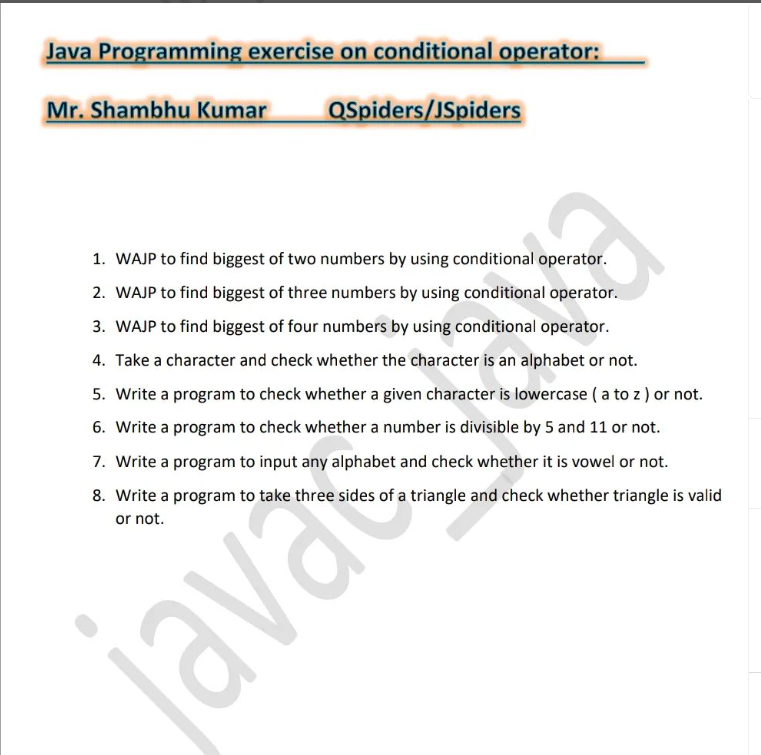 Java Programming exercise on conditional operator:
Mr. Shambhu Kumar QSpiders/JSpiders
1. WAJP to find biggest of two numbers by using conditional operator.
2. WAJP to find biggest of three numbers by using conditional operator.
3. WAJP to find biggest of four numbers by using conditional operator.
4. Take a character and check whether the character is an alphabet or not.
5. Write a program to check whether a given character is lowercase ( a to z ) or not.
6. Write a program to check whether a number is divisible by 5 and 11 or not.
7. Write a program to input any alphabet and check whether it is vowel or not.
8. Write a program to take three sides of a triangle and check whether triangle is valid
or not.
javac_java